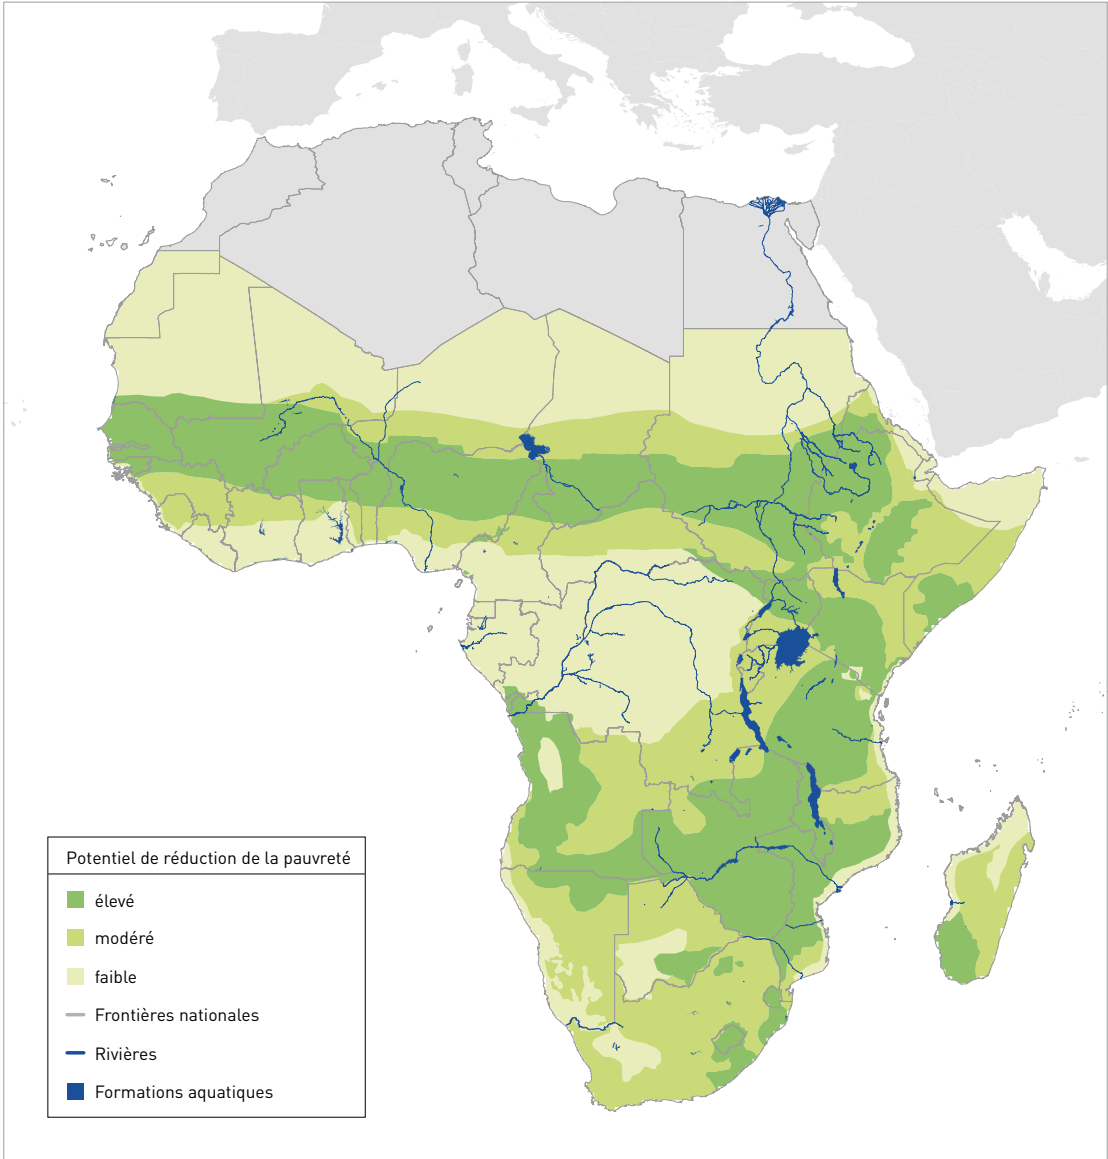 Potentiel de réduction de la pauvreté
élevé
modéré
faible
Frontières nationales
Rivières
Formations aquatiques